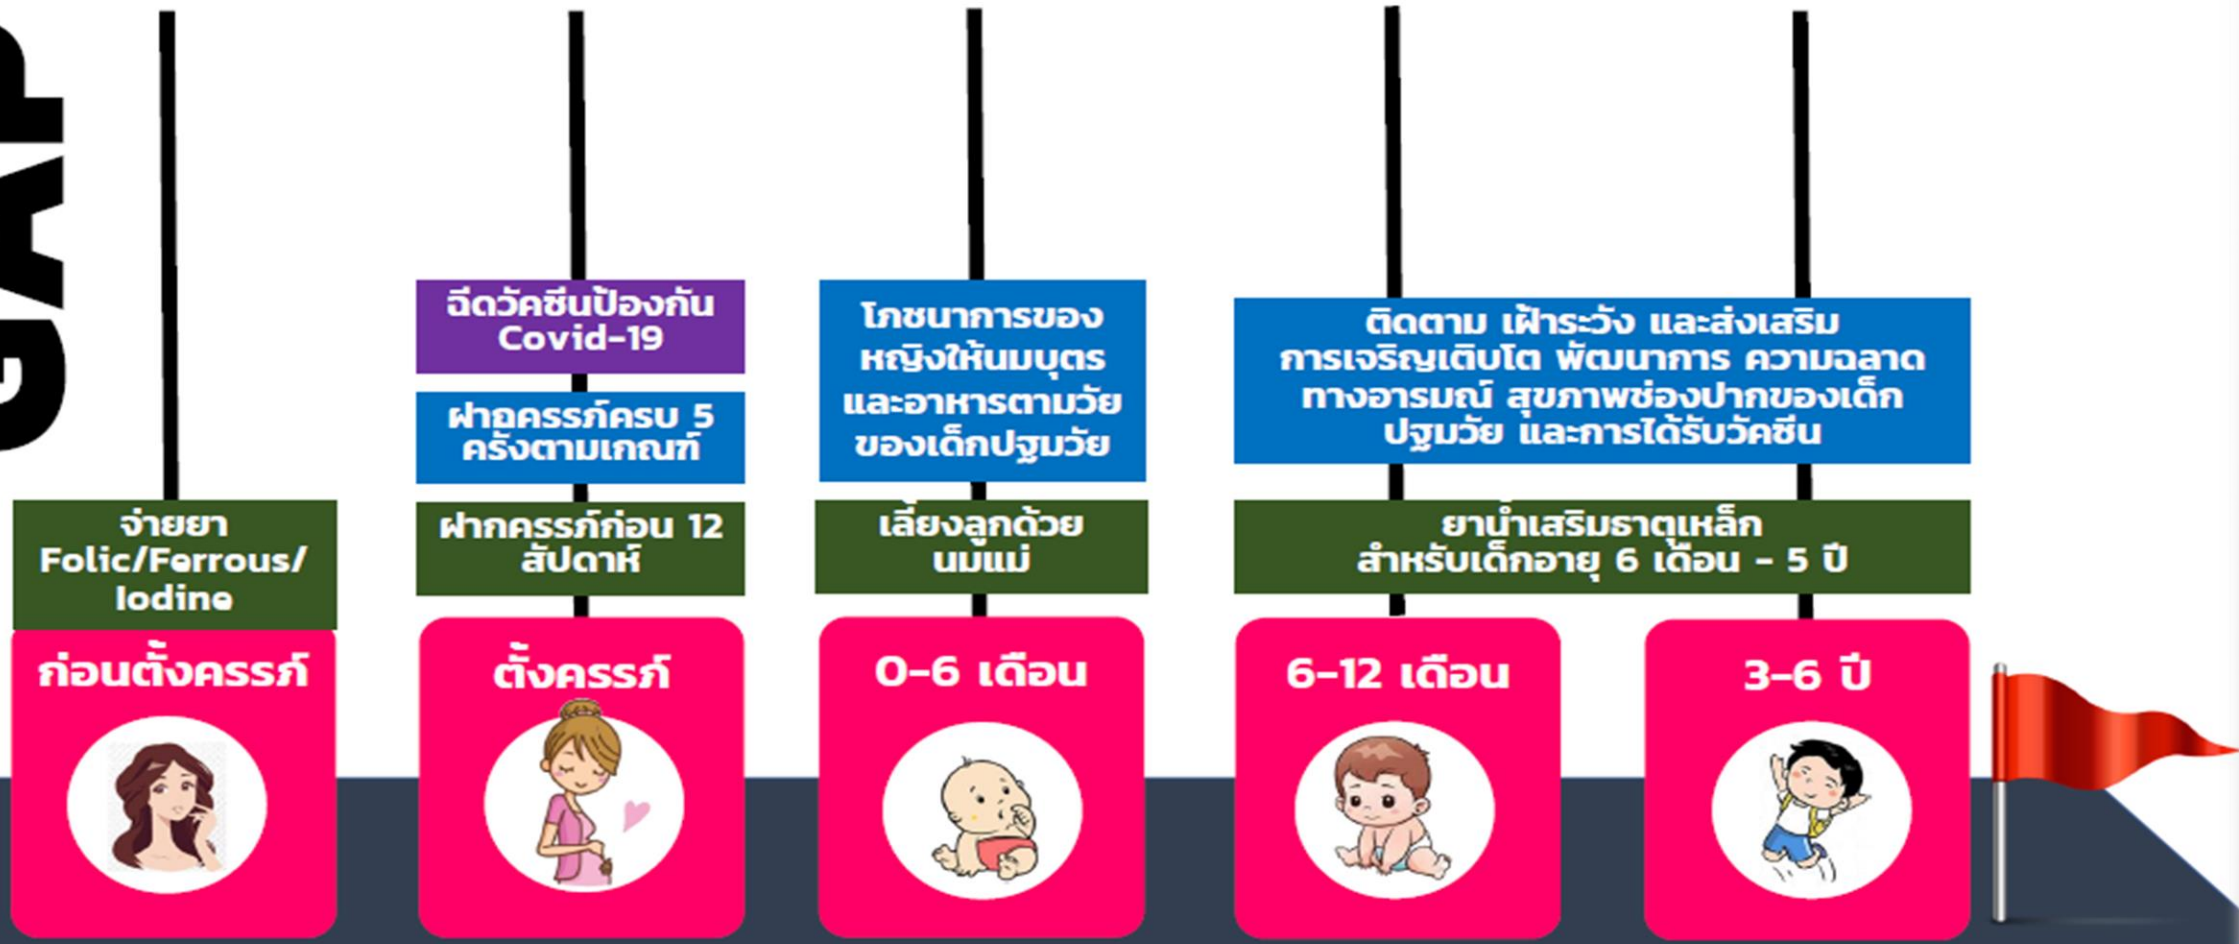 GAP
จ่ายยา
Folic/Ferrous/
Iodine
ก่อนตั้งครรภ์
ฉีดวัคซีนป้องกัน
Covid-19
ฝากครรภ์ครบ 5
ครั้งตามเกณฑ์
ฝากครรภ์ก่อน 12
สัปดาห์
ตั้งครรภ์
โภชนาการของ
หญิงให้นมบุตร
และอาหารตามวัย
ของเด็กปฐมวัย
เลี้ยงลูกด้วย
นมแม่
0-6 เดือน
ติดตาม เฝ้าระวัง และส่งเสริม
การเจริญเติบโต พัฒนาการ ความฉลาด
ทางอารมณ์ สุขภาพช่องปากของเด็ก
ปฐมวัย และการได้รับวัคซีน
ยาน้ำเสริมธาตุเหล็ก
สำหรับเด็กอายุ 6 เดือน - 5 ปี
6-12 เดือน
3-6 ปี